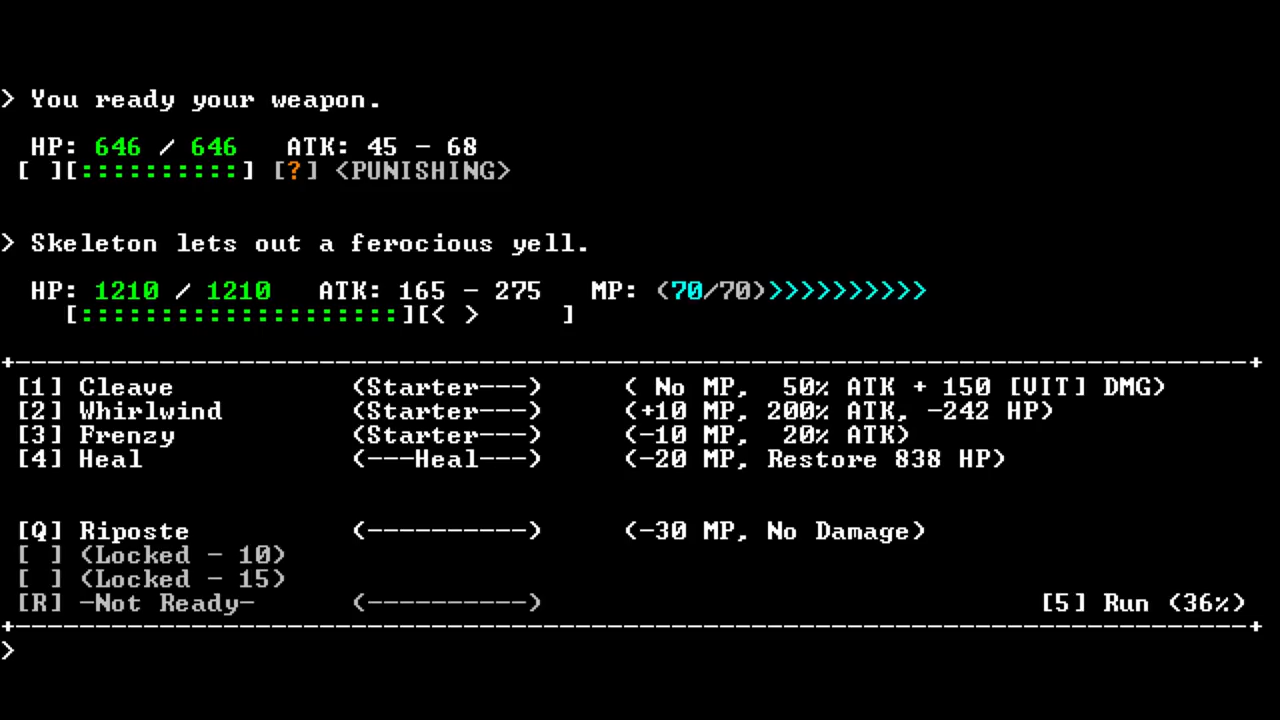 > You ready your weapon.
HP: 646 / 646   ATK: 45 - 68
[ ][::::::::::] [?] <PUNISHING>
> Skeleton lets out a ferocious yell.
HP: 1210 / 1210   ATK: 165 - 275   MP: (70/70)>>>>>>>>>>
[::::::::::::::::::::][< >     ]
+------------------------------------------------------------------------------+
[1] Cleave           (Starter---)     ( No MP,  50% ATK + 150 [VIT] DMG)
[2] Whirlwind        (Starter---)     (+10 MP, 200% ATK, -242 HP)
[3] Frenzy           (Starter---)     (-10 MP,  20% ATK)
[4] Heal             (---Heal---)     (-20 MP, Restore 838 HP)
[Q] Riposte          (----------)     (-30 MP, No Damage)
[ ] (Locked - 10)
[ ] (Locked - 15)
[R] -Not Ready-      (----------)                               [5] Run (36%)
+------------------------------------------------------------------------------+
>